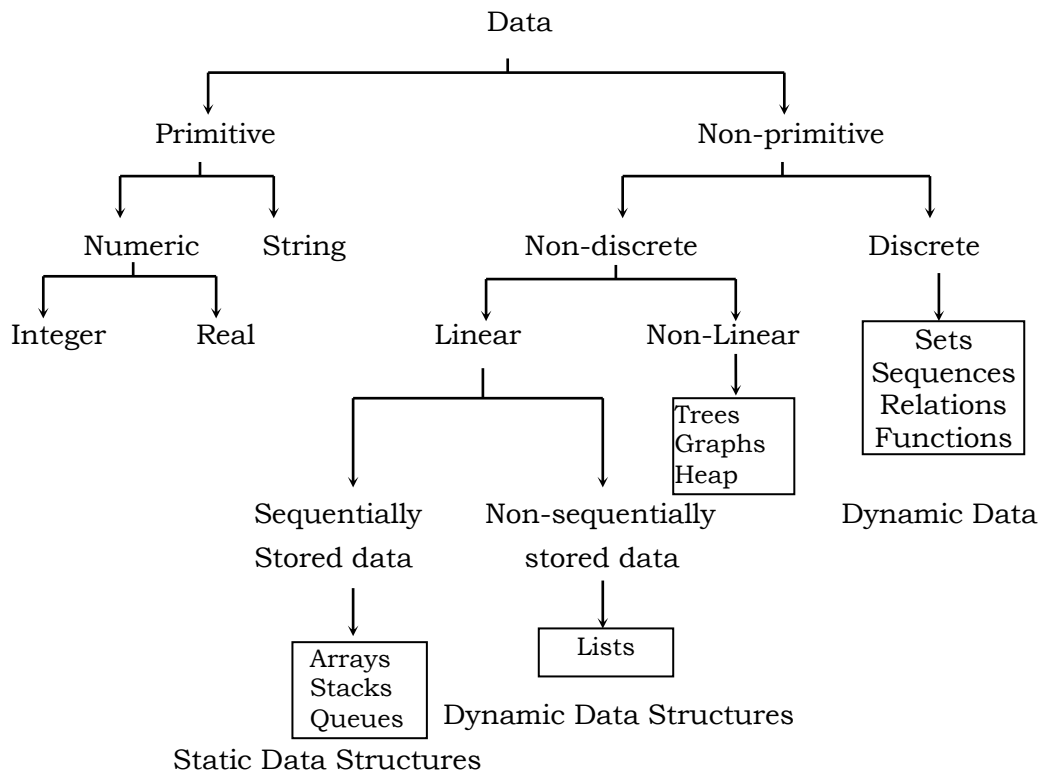 Data
Primitive
Non-primitive
Numeric
String
Non-discrete
Discrete
Integer
Real
Linear
Non-Linear
Sets
Sequences
Relations
Functions
Trees
Graphs
Heap
Sequentially
Stored data
Non-sequentially
stored data
Dynamic Data
Arrays
Stacks
Queues
Lists
Dynamic Data Structures
Static Data Structures